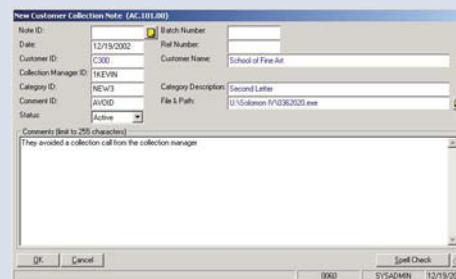 New Customer Collection Note (AC.101.00)
Note ID: Batch Number:
Date: 12/19/2002 Ref Number:
Customer ID: C300 Customer Name: School of Fine Art
Collection Manager ID: 1KEVIN
Category ID: NEW3 Category Description: Second Letter
Comment ID: AVOID File & Path: U:\Solomon IV\0362020.exe
Status: Active
Comments (limit to 255 characters)
They avoided a collection call from the collection manager
OK Cancel Spell Check
0060 SYSADMIN 12/19/20